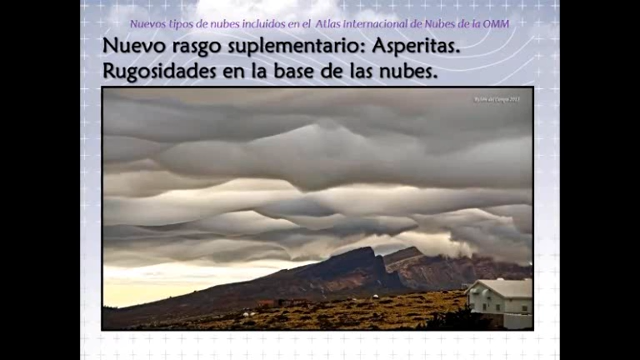 Nuevos tipos de nubes incluidos en el Atlas Internacional de Nubes de la OMM
Nuevo rasgo suplementario: Asperitas.
Rugosidades en la base de las nubes.